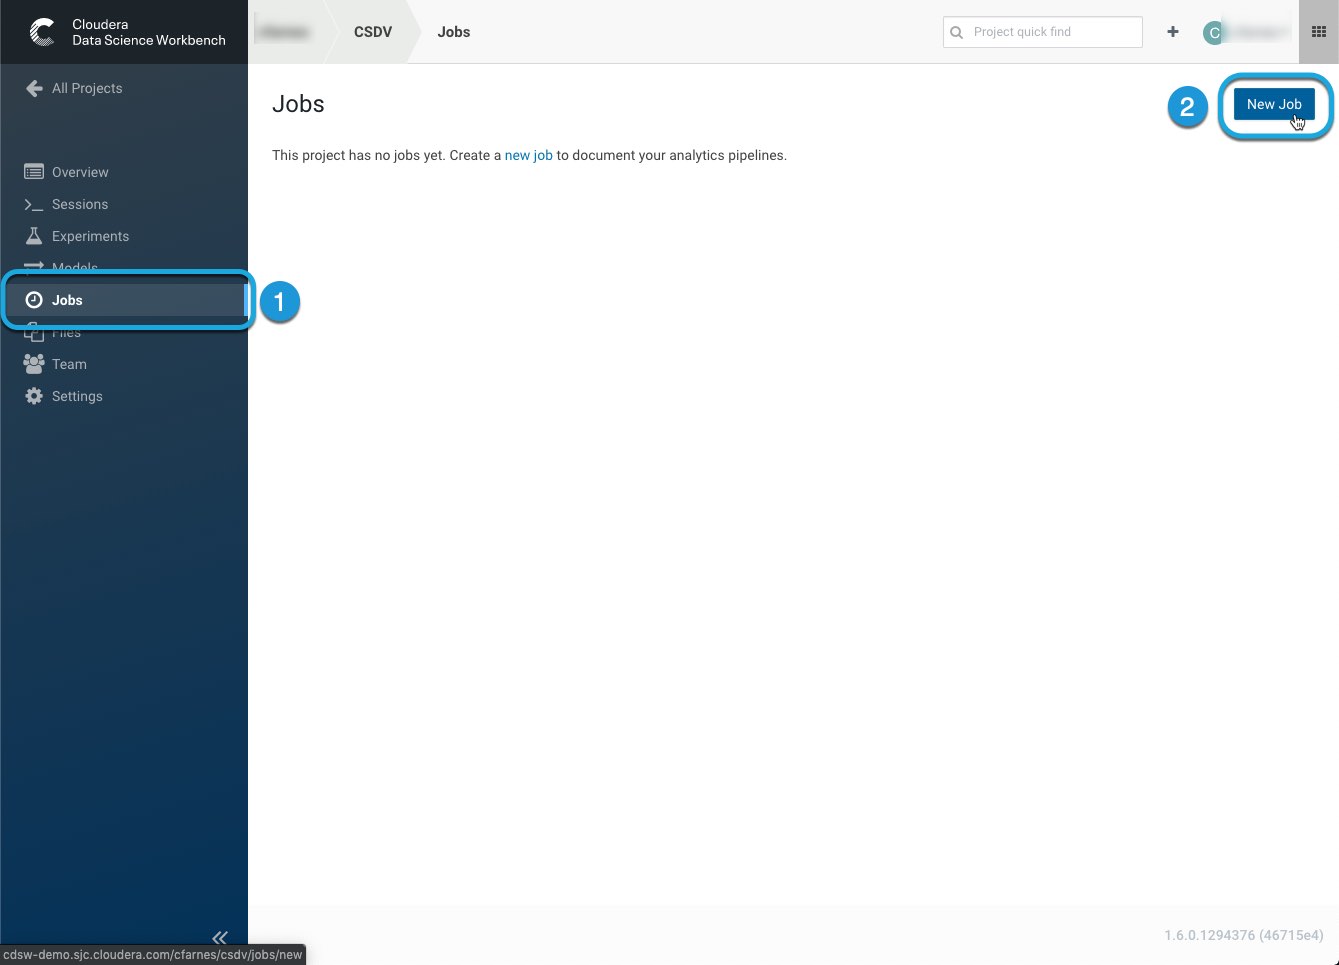 Cloudera
Data Science Workbench
CSDV
Jobs
Project quick find
C
All Projects
Overview
Sessions
Experiments
Models
Jobs
Files
Team
Settings
1
Jobs
2
New Job
This project has no jobs yet. Create a new job to document your analytics pipelines.
1.6.0.1294376 (46715e4)
cdsw-demo.sjc.cloudera.com/cfarnes/csdv/jobs/new